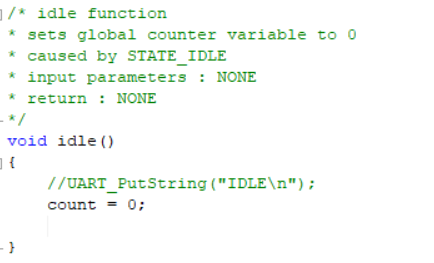 /* idle function
* sets global counter variable to 0
* caused by STATE_IDLE
* input parameters : NONE
* return : NONE
*/
void idle()
{
//UART_PutString("IDLE\n");
count = 0;
}